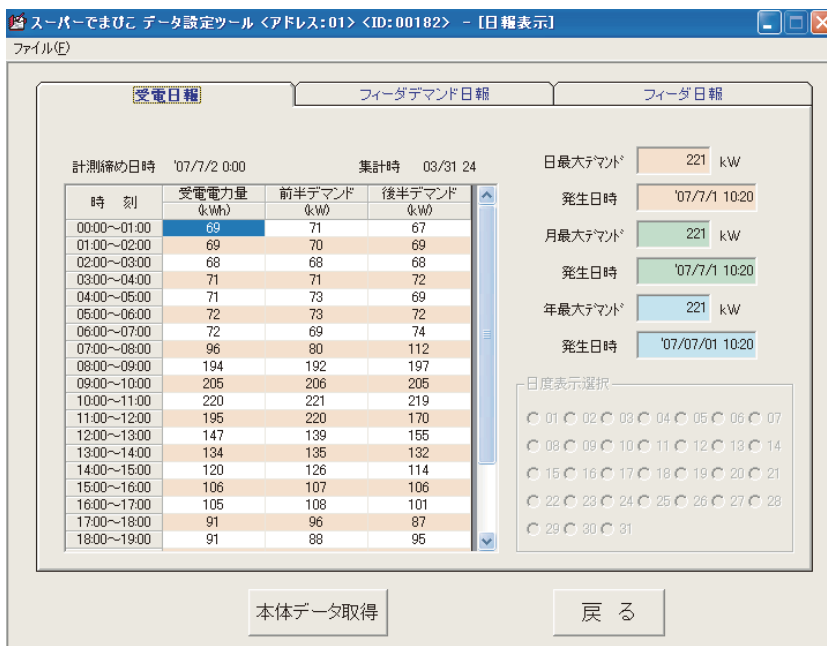 スーパーでまびこ データ設定ツール <アドレス:01> <ID:00182> - [日報表示]
ファイル(F)
受電日報 フィーダデマンド日報 フィーダ日報
計測締め日時 '07/7/2 0:00 集計時 03/31 24
時 刻 受電電力量 (kWh) 前半デマンド (kW) 後半デマンド (kW)
00:00～01:00 69 71 67
01:00～02:00 69 70 69
02:00～03:00 68 68 68
03:00～04:00 71 71 72
04:00～05:00 71 73 69
05:00～06:00 72 73 72
06:00～07:00 72 69 74
07:00～08:00 96 80 112
08:00～09:00 194 192 197
09:00～10:00 205 206 205
10:00～11:00 220 221 219
11:00～12:00 195 220 170
12:00～13:00 147 139 155
13:00～14:00 134 135 132
14:00～15:00 120 126 114
15:00～16:00 106 107 106
16:00～17:00 105 108 101
17:00～18:00 91 96 87
18:00～19:00 91 88 95
日最大デマンド 221 kW
発生日時 '07/7/1 10:20
月最大デマンド 221 kW
発生日時 '07/7/1 10:20
年最大デマンド 221 kW
発生日時 '07/07/01 10:20
日度表示選択
01 02 03 04 05 06 07
08 09 10 11 12 13 14
15 16 17 18 19 20 21
22 23 24 25 26 27 28
29 30 31
本体データ取得 戻 る